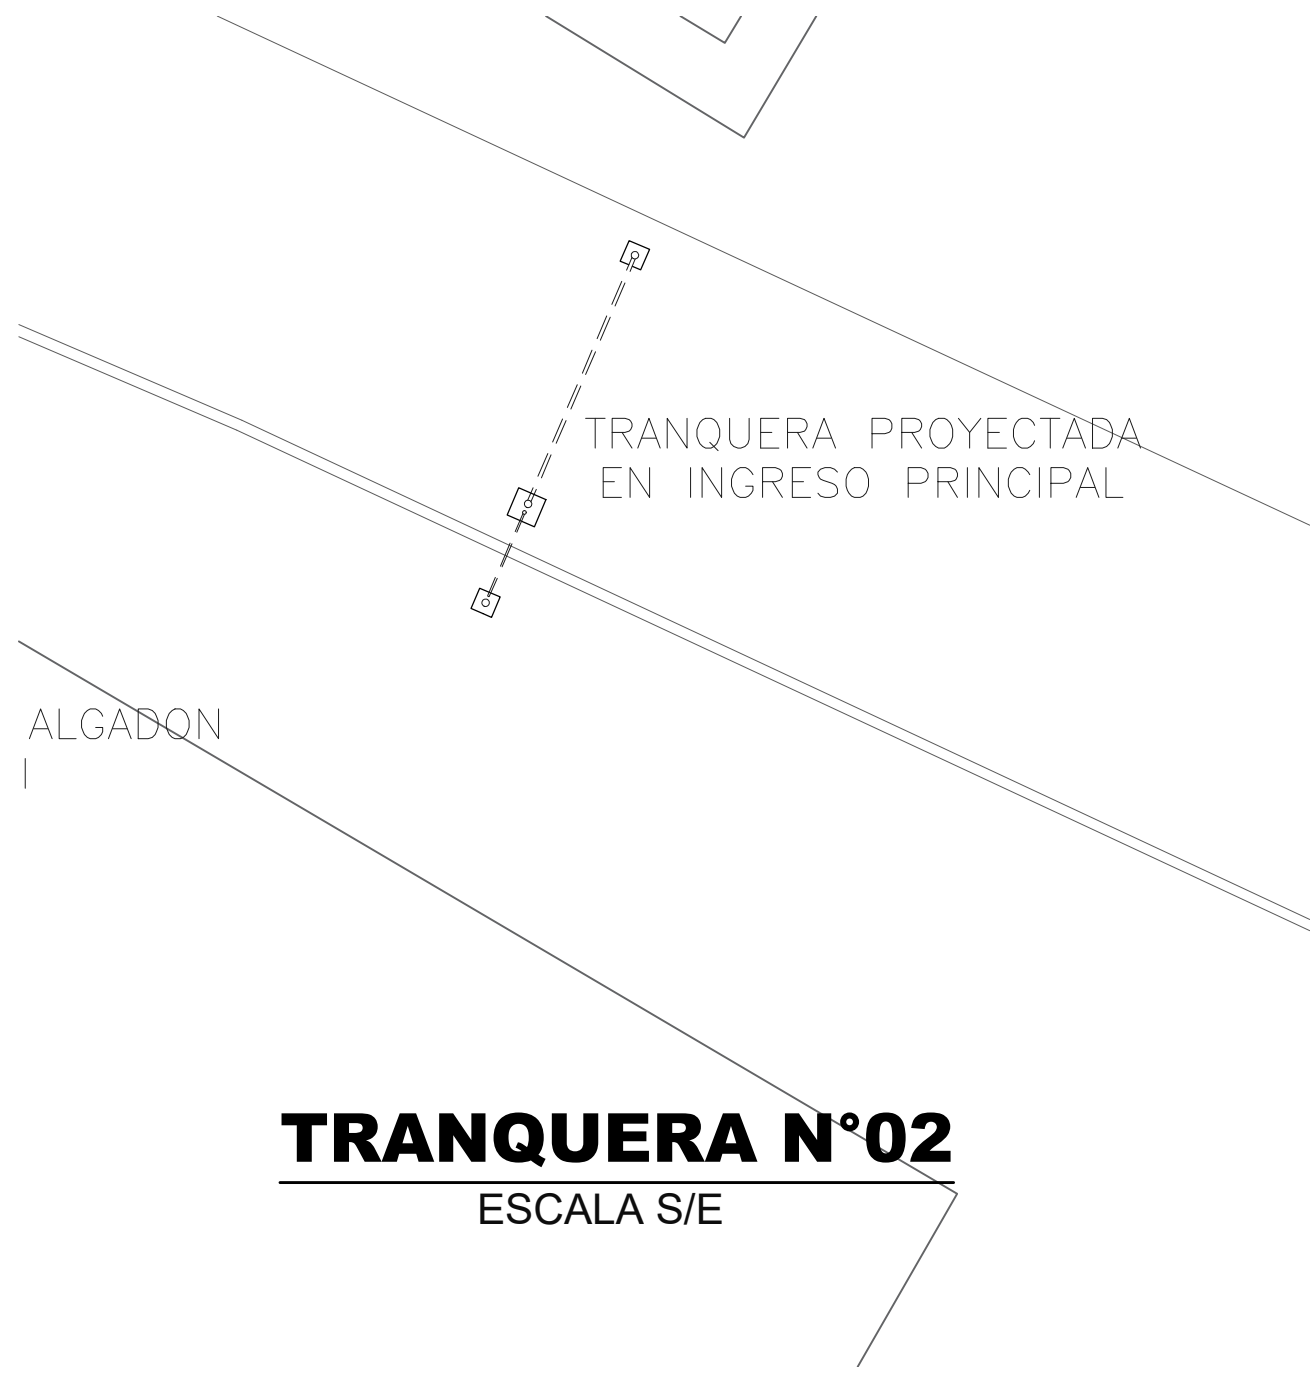 TRANQUERA PROYECTADA
EN INGRESO PRINCIPAL
ALGADON
TRANQUERA N°02
ESCALA S/E